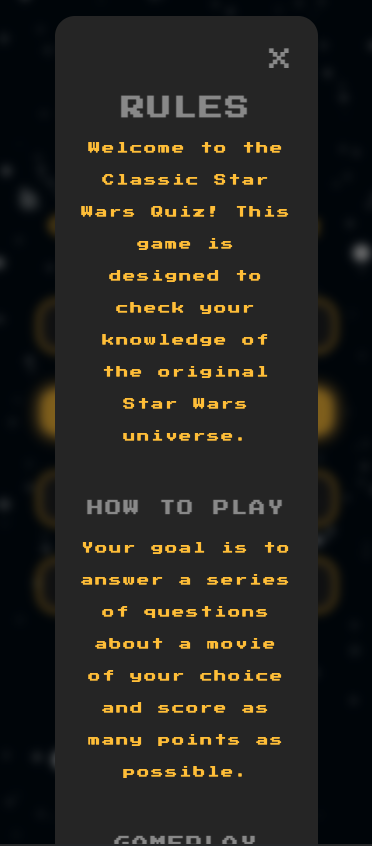 X
RULES
Welcome to the
Classic Star
Wars Quiz! This
game is
designed to
check your
knowledge of
the original
Star Wars
universe.
HOW TO PLAY
Your goal is to
answer a series
of questions
about a movie
of your choice
and score as
many points as
possible.
GAMEPLAY